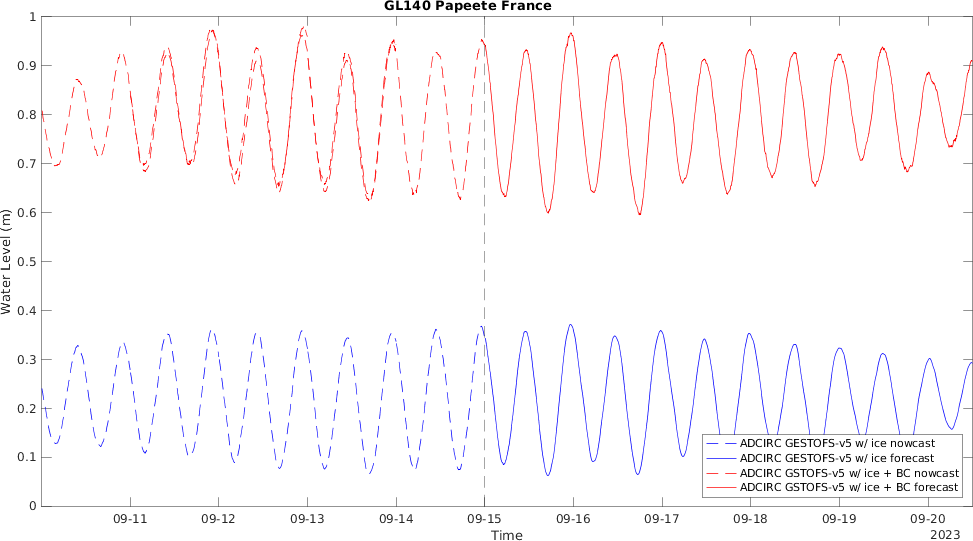 GL140 Papeete France
1
0.9
0.8
0.7
0.6
0.5
0.4
0.3
0.2
0.1
0
Water Level (m)
ADCIRC GESTOFS-v5 w/ ice nowcast
ADCIRC GESTOFS-v5 w/ ice forecast
ADCIRC GSTOFS-v5 w/ ice + BC nowcast
ADCIRC GSTOFS-v5 w/ ice + BC forecast
09-11 09-12 09-13 09-14 09-15 09-16 09-17 09-18 09-19 09-20
Time
2023